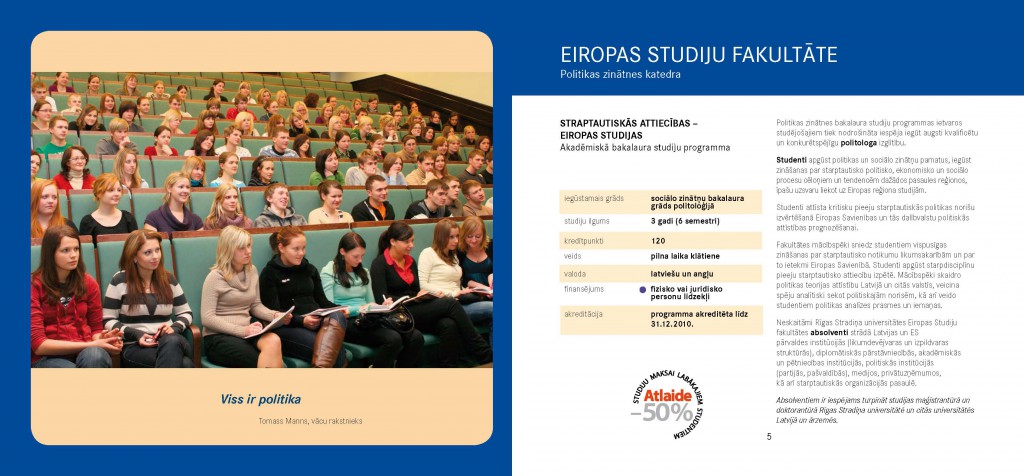 Viss ir politika
Tomass Manns, vācu rakstnieks
EIROPAS STUDIJU FAKULTĀTE
Politikas zinātnes katedra
STRAPTAUTISKĀS ATTIECĪBAS –
EIROPAS STUDIJAS
Akadēmiskā bakalaura studiju programma
iegūstamais grāds sociālo zinātņu bakalaura
grāds politoloģijā
studiju ilgums 3 gadi (6 semestri)
kredītpunkti 120
veids pilna laika klātiene
valoda latviešu un angļu
finansējums fizisko vai juridisko
personu līdzekļi
akreditācija programma akreditēta līdz
31.12.2010.
STUDIJU MAKSAI LABĀKAJIEM STUDENTIEM
Atlaide
–50%
Politikas zinātnes bakalaura studiju programmas ietvaros
studējošajiem tiek nodrošināta iespēja iegūt augsti kvalificētu
un konkurētspējīgu politologa izglītību.
Studenti apgūst politikas un sociālo zinātņu pamatus, iegūst
zināšanas par starptautisko politisko, ekonomisko un sociālo
procesu cēloņiem un tendencēm dažādos pasaules reģionos,
īpašu uzsvaru liekot uz Eiropas reģiona studijām.
Studenti attīsta kritisku pieeju starptautiskās politikas norišu
izvērtēšanā Eiropas Savienībās un tās dalībvalstu politiskās
attīstības prognozēšanai.
Fakultātes mācībspēki sniedz studentiem vispusīgas
zināšanas par starptautisko notikumu likumsakarībām un par
to ietekmi Eiropas Savienībā. Studenti apgūst starpdisciplīnu
pieeju starptautisko attiecību izpētē. Mācībspēki skaidro
politikas teorijas attīstību Latvijā un citās valstīs, veicina
spēju analītiski sekot politiskajām norisēm, kā arī veido
studentiem politikas analīzes prasmes un iemaņas.
Neskaitāmi Rīgas Stradiņa universitātes Eiropas Studiju
fakultātes absolventi strādā Latvijas un ES
pārvaldes institūcijās (likumdevējvaras un izpildvaras
struktūrās), diplomātiskās pārstāvniecībās, akadēmiskās
un pētniecības institūcijās, politiskās institūcijās
(partijās, pašvaldībās), medijos, privātuzņēmumos,
kā arī starptautiskās organizācijās pasaulē.
Absolventiem ir iespējams turpināt studijas maģistrantūrā un
doktorantūrā Rīgas Stradiņa universitātē un citās universitātēs
Latvijā un ārzemēs.
5